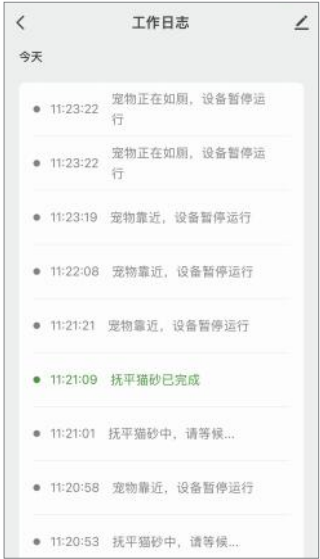 工作日志
今天
11:23:22 宠物正在如厕，设备暂停运
行
11:23:22 宠物正在如厕，设备暂停运
行
11:23:19 宠物靠近，设备暂停运行
11:22:08 宠物靠近，设备暂停运行
11:21:21 宠物靠近，设备暂停运行
11:21:09 抚平猫砂已完成
11:21:01 抚平猫砂中，请等候...
11:20:58 宠物靠近，设备暂停运行
11:20:53 抚平猫砂中，请等候...